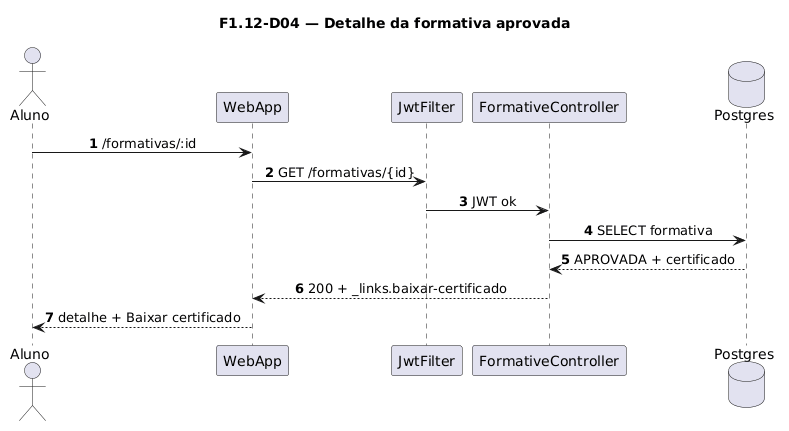 F1.12-D04 — Detalhe da formativa aprovada
Aluno
WebApp
JwtFilter
FormativeController
Postgres
1 /formativas/:id
2 GET /formativas/{id}
3 JWT ok
4 SELECT formativa
5 APROVADA + certificado
6 200 + _links.baixar-certificado
7 detalhe + Baixar certificado
Aluno
WebApp
JwtFilter
FormativeController
Postgres